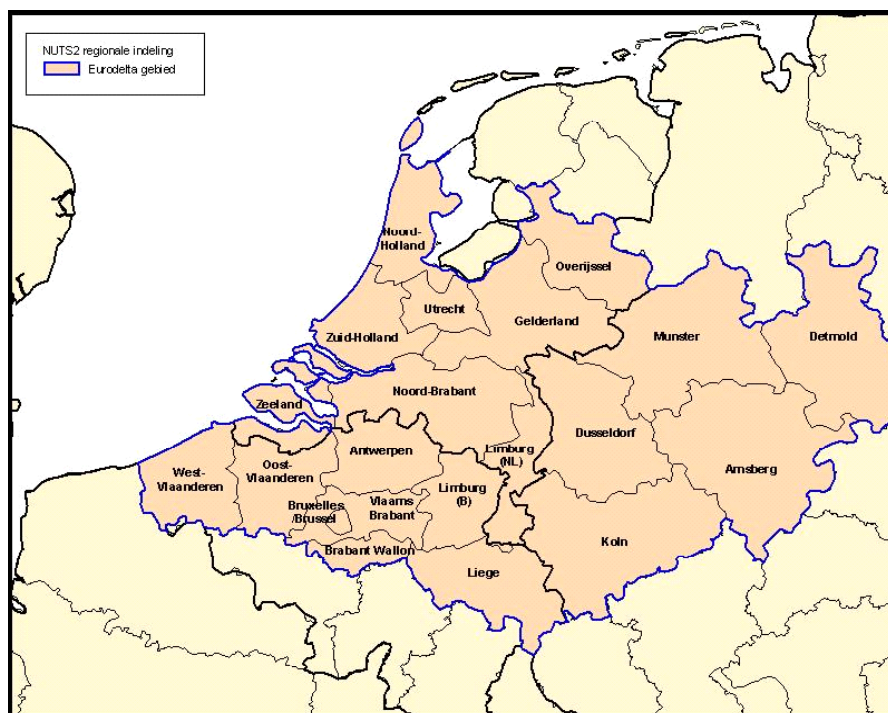 NUTS2 regionale indeling
Eurodelta gebied
Noord-
Holland
Overijssel
Utrecht
Gelderland
Zuid-Holland
Munster
Detmold
Noord-Brabant
Zeeland
Dusseldorf
Limburg
(NL)
Antwerpen
Arnsberg
West-
Vlaanderen
Oost-
Vlaanderen
Limburg
(B)
Bruxelles
/Brussel
Vlaams
Brabant
Koln
Brabant Wallon
Liege